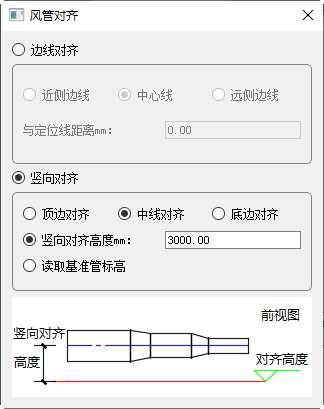 风管对齐
边线对齐
近侧边线 中心线 远侧边线
与定位线距离mm: 0.00
竖向对齐
顶边对齐 中线对齐 底边对齐
竖向对齐高度mm: 3000.00
读取基准管标高
前视图
竖向对齐
高度
对齐高度